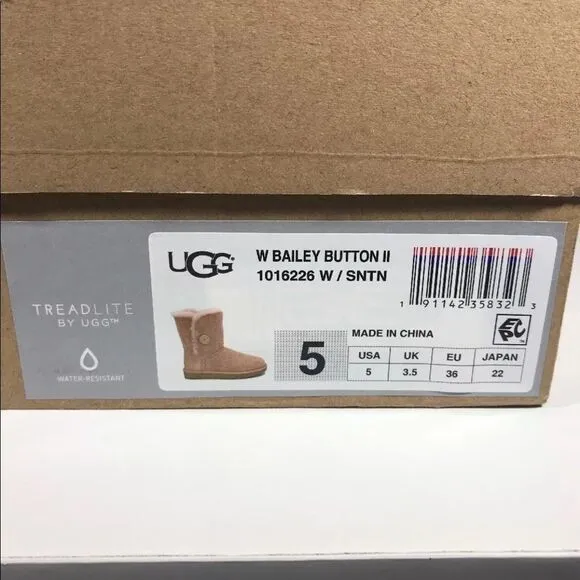 TREADLITE
BY UGG™
WATER-RESISTANT
UGG®
W BAILEY BUTTON II
1016226 W / SNTN
1 91142 35832 3
MADE IN CHINA
EPC™
5
USA UK EU JAPAN
5 3.5 36 22